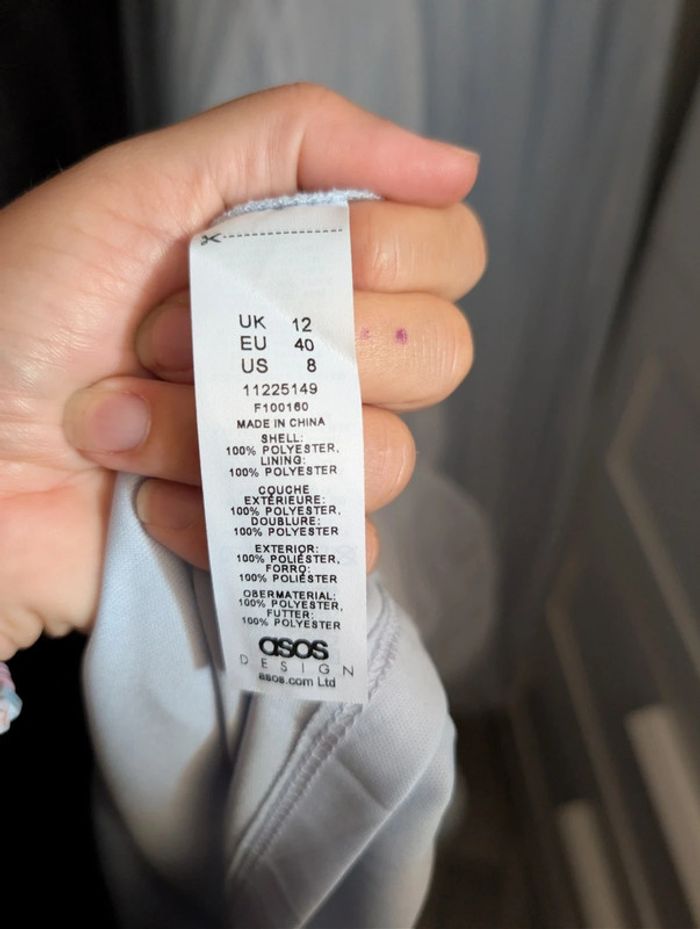 UK 12
EU 40
US 8
11225149
F100160
MADE IN CHINA
SHELL:
100% POLYESTER,
LINING:
100% POLYESTER
COUCHE
EXTÉRIEURE:
100% POLYESTER,
DOUBLURE:
100% POLYESTER
EXTERIOR:
100% POLIÉSTER,
FORRO:
100% POLIÉSTER
OBERMATERIAL:
100% POLYESTER,
FUTTER:
100% POLYESTER
asos
DESIGN
asos.com Ltd